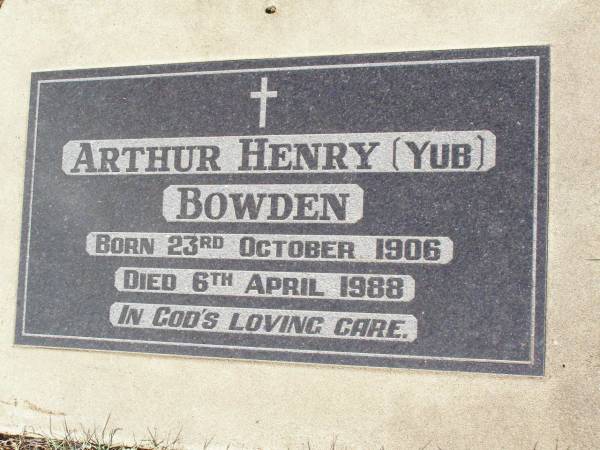 ARTHUR HENRY (YUB)
BOWDEN
BORN 23RD OCTOBER 1906
DIED 6TH APRIL 1988
IN GOD'S LOVING CARE.